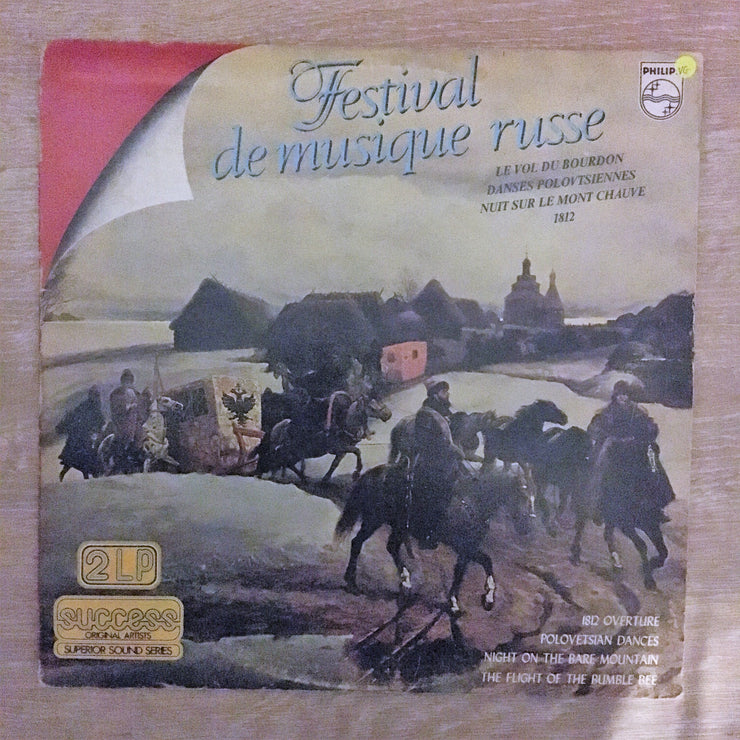 Festival
de musique russe
PHILIP
VG
LE VOL DU BOURDON
DANSES POLOVTSIENNES
NUIT SUR LE MONT CHAUVE
1812
2 LP
success
ORIGINAL ARTISTS
SUPERIOR SOUND SERIES
1812 OVERTURE
POLOVETSIAN DANCES
NIGHT ON THE BARE MOUNTAIN
THE FLIGHT OF THE BUMBLE BEE